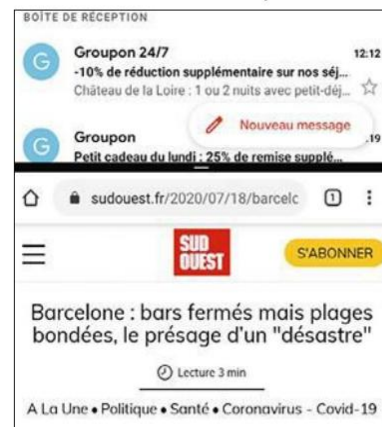 BOÎTE DE RÉCEPTION
G Groupon 24/7 12:12
-10% de réduction supplémentaire sur nos séj...
Château de la Loire : 1 ou 2 nuits avec petit-déj...
Nouveau message
G Groupon .19
Petit cadeau du lundi : 25% de remise supplé...
sudouest.fr/2020/07/18/barcelc 1
SUD
OUEST
S'ABONNER
Barcelone : bars fermés mais plages
bondées, le présage d'un "désastre"
Lecture 3 min
A La Une • Politique • Santé • Coronavirus - Covid-19